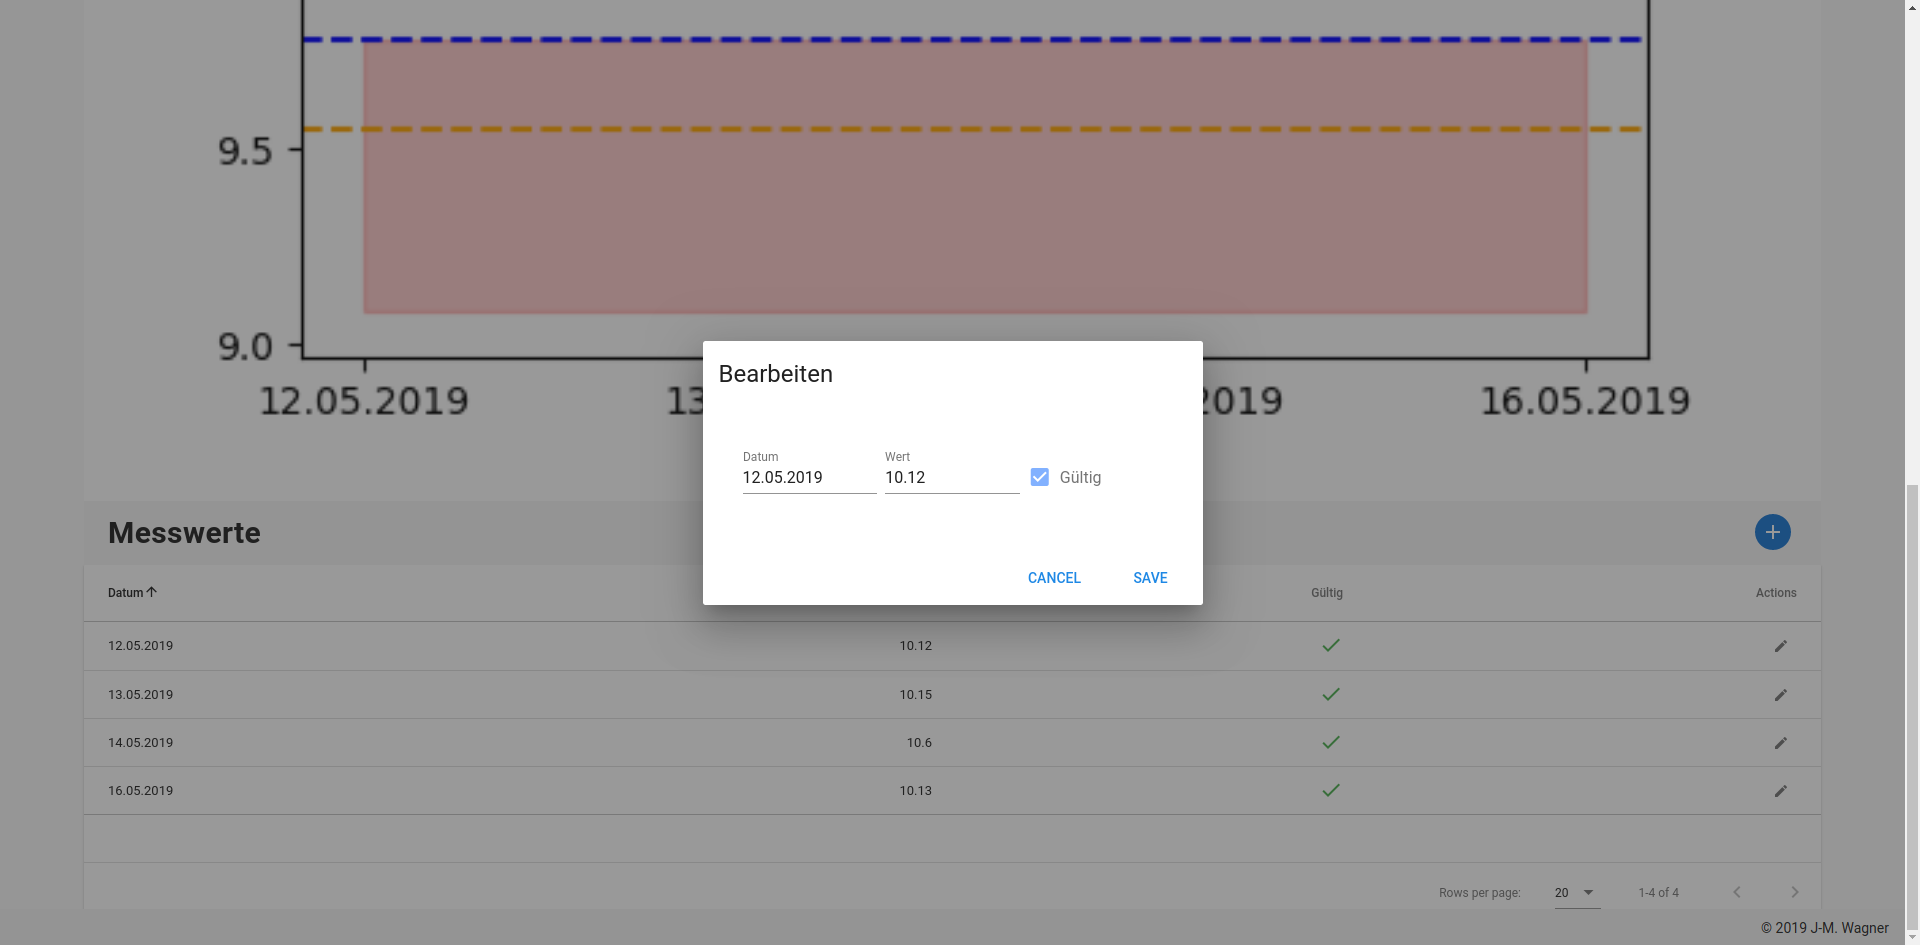 9.5
9.0
12.05.2019 13 2019 16.05.2019
Bearbeiten
Datum Wert
12.05.2019 10.12 Gültig
CANCEL SAVE
Messwerte
Datum Gültig Actions
12.05.2019 10.12
13.05.2019 10.15
14.05.2019 10.6
16.05.2019 10.13
Rows per page: 20 1-4 of 4
© 2019 J-M. Wagner